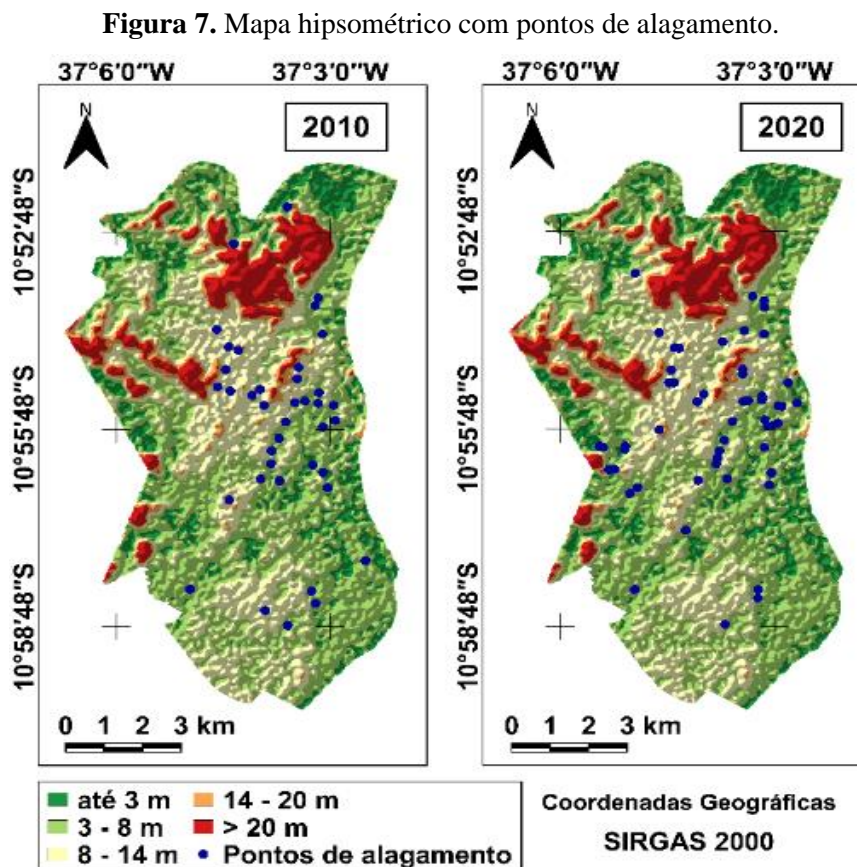 Figura 7. Mapa hipsométrico com pontos de alagamento.
37°6'0"W 37°3'0"W 37°6'0"W 37°3'0"W
N 2010 N 2020
10°52'48"S 10°52'48"S
10°55'48"S 10°55'48"S
10°58'48"S 10°58'48"S
0 1 2 3 km 0 1 2 3 km
até 3 m 14 - 20 m
3 - 8 m > 20 m
8 - 14 m Pontos de alagamento
Coordenadas Geográficas
SIRGAS 2000